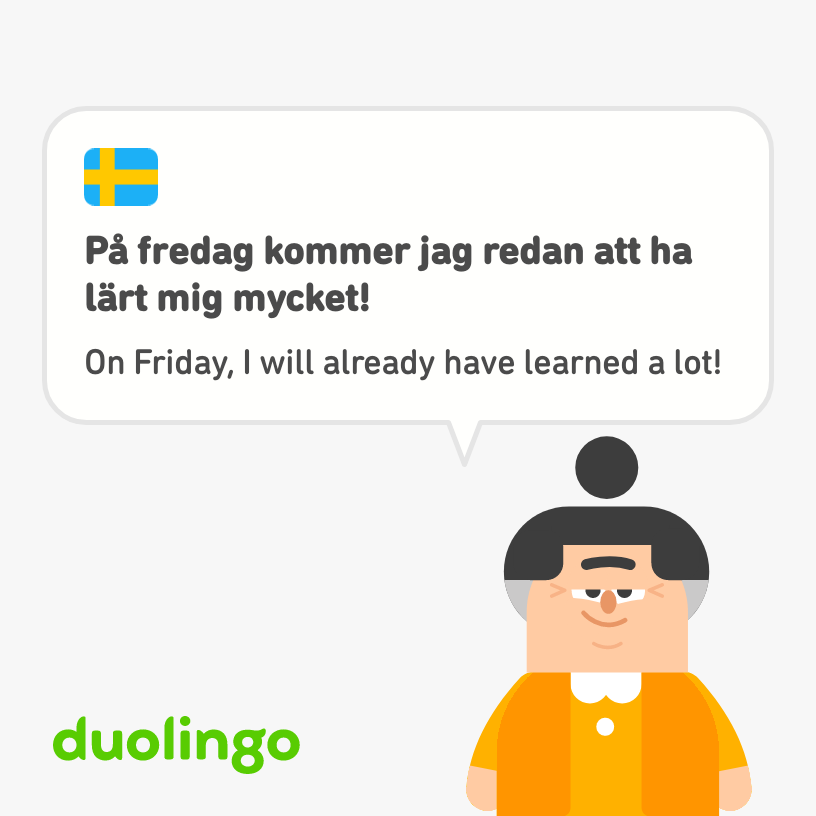 På fredag kommer jag redan att ha
lärt mig mycket!
On Friday, I will already have learned a lot!
duolingo